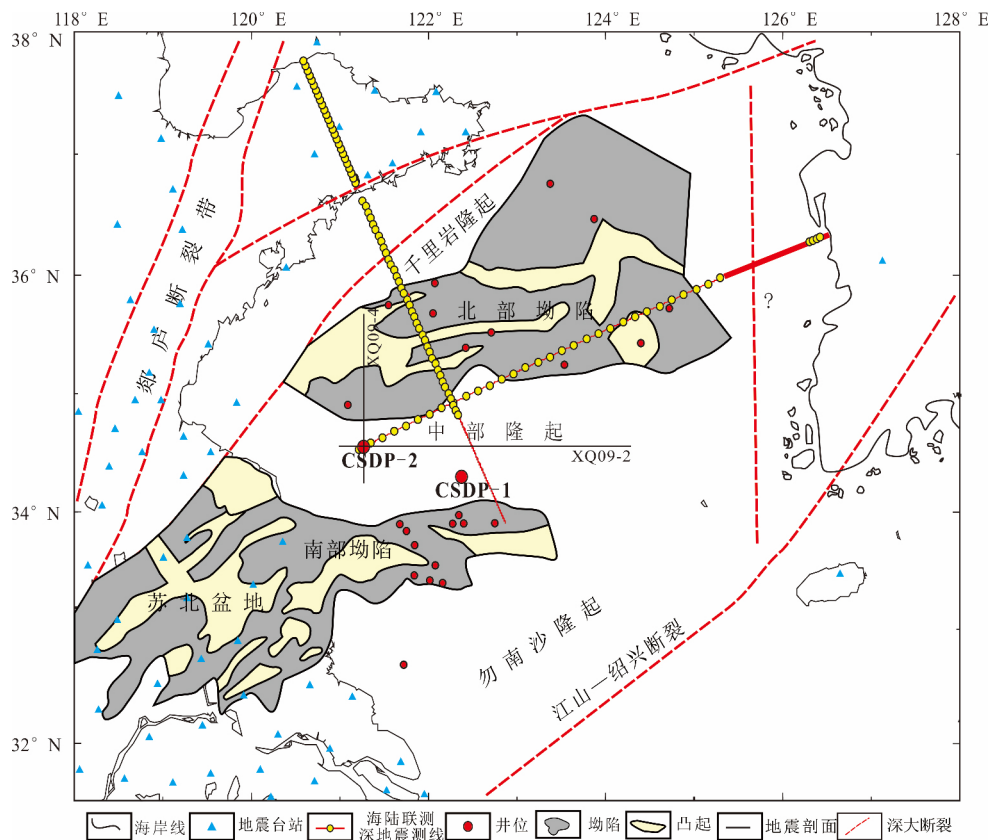 118° E
120° E
122° E
124° E
126° E
128° E
38° N
36° N
34° N
32° N
郯庐断裂带
千里岩隆起
北部坳陷
XQ09-4
?
中部隆起
XQ09-2
CSDP-2
CSDP-1
南部坳陷
苏北盆地
勿南沙隆起
江山—绍兴断裂
海岸线
地震台站
海陆联测
深地震测线
井位
坳陷
凸起
地震剖面
深大断裂